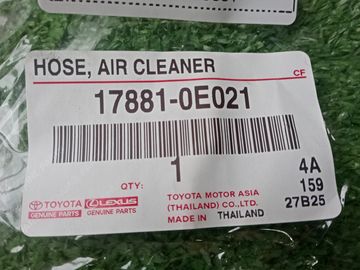 HOSE, AIR CLEANER
CF
17881-0E021
1
4A
QTY:
159
TOYOTA LEXUS TOYOTA MOTOR ASIA
GENUINE PARTS GENUINE PARTS (THAILAND) CO.,LTD. 27B25
MADE IN THAILAND